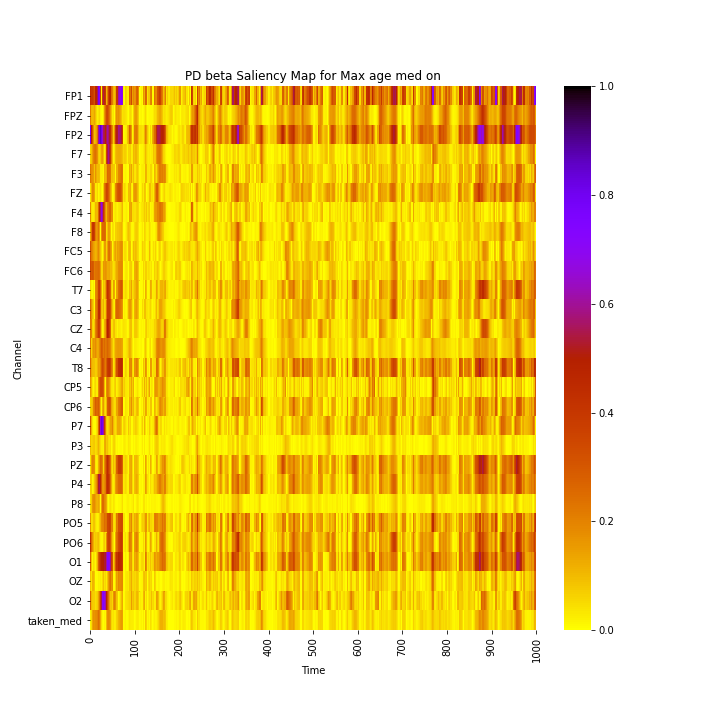 PD beta Saliency Map for Max age med on
FP1
FPZ
FP2
F7
F3
FZ
F4
F8
FC5
FC6
T7
C3
CZ
C4
T8
CP5
CP6
P7
P3
PZ
P4
P8
PO5
PO6
O1
OZ
O2
taken_med
Channel
0
100
200
300
400
500
600
700
800
900
1000
Time
1.0
0.8
0.6
0.4
0.2
0.0